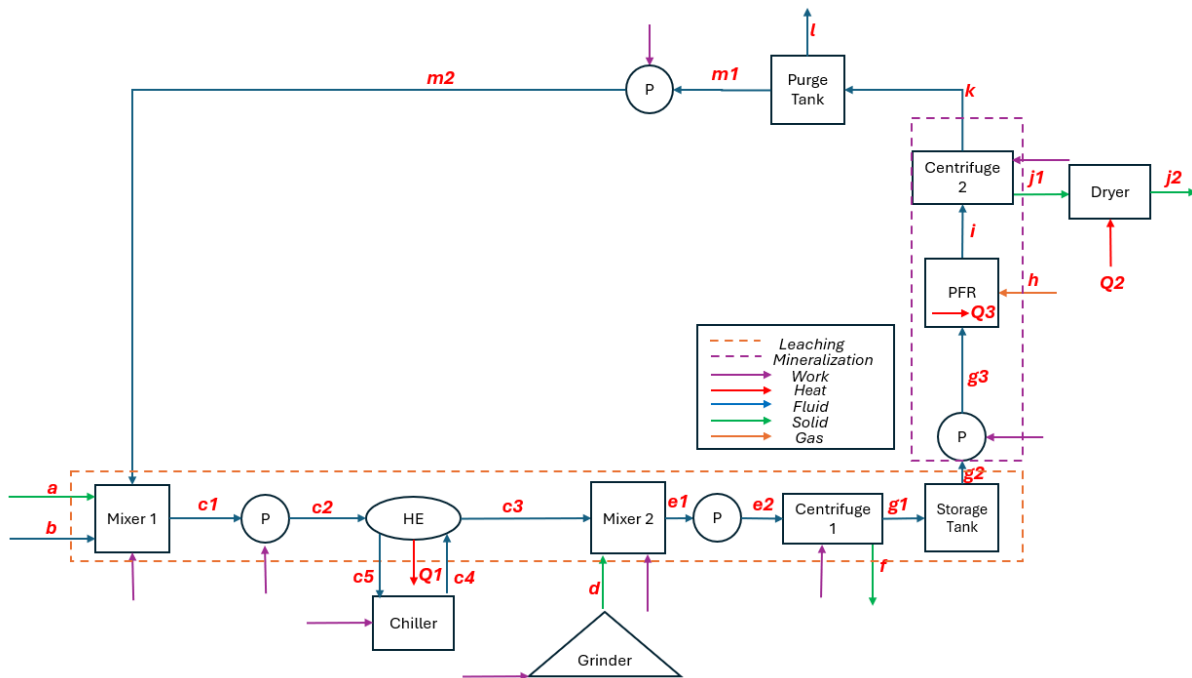 l
m2
P
m1
Purge
Tank
k
Centrifuge
2
j1
Dryer
j2
i
PFR
Q3
h
Q2
Leaching
Mineralization
Work
Heat
Fluid
Solid
Gas
g3
P
g2
a
b
Mixer 1
c1
P
c2
HE
c3
Mixer 2
e1
P
e2
Centrifuge
1
g1
Storage
Tank
c5
Q1
c4
d
f
Chiller
Grinder